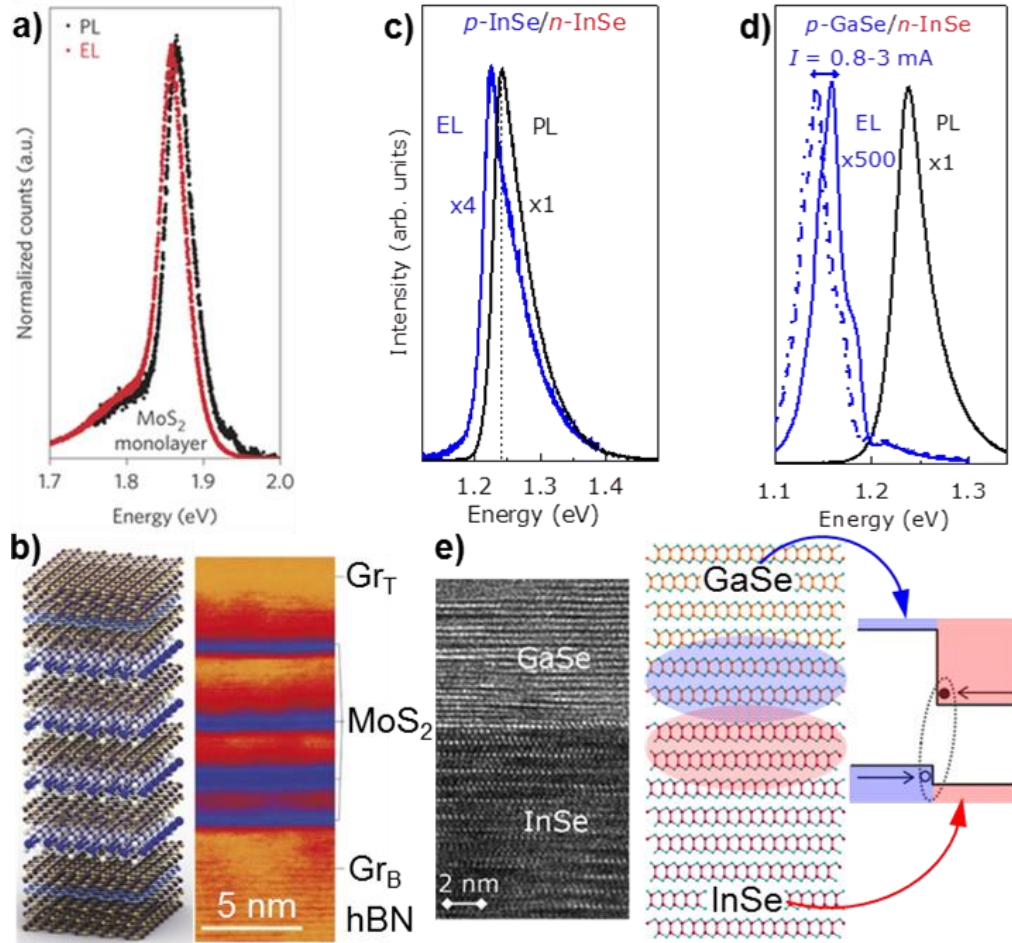 a)
PL
EL
Normalized counts (a.u.)
MoS₂
monolayer
1.7 1.8 1.9 2.0
Energy (eV)
c)
p-InSe/n-InSe
EL
PL
x4
x1
Intensity (arb. units)
1.2 1.3 1.4
Energy (eV)
d)
p-GaSe/n-InSe
I = 0.8-3 mA
EL
PL
x500
x1
1.1 1.2 1.3
Energy (eV)
b)
Gr_T
MoS₂
Gr_B
5 nm
hBN
e)
GaSe
InSe
2 nm
GaSe
InSe